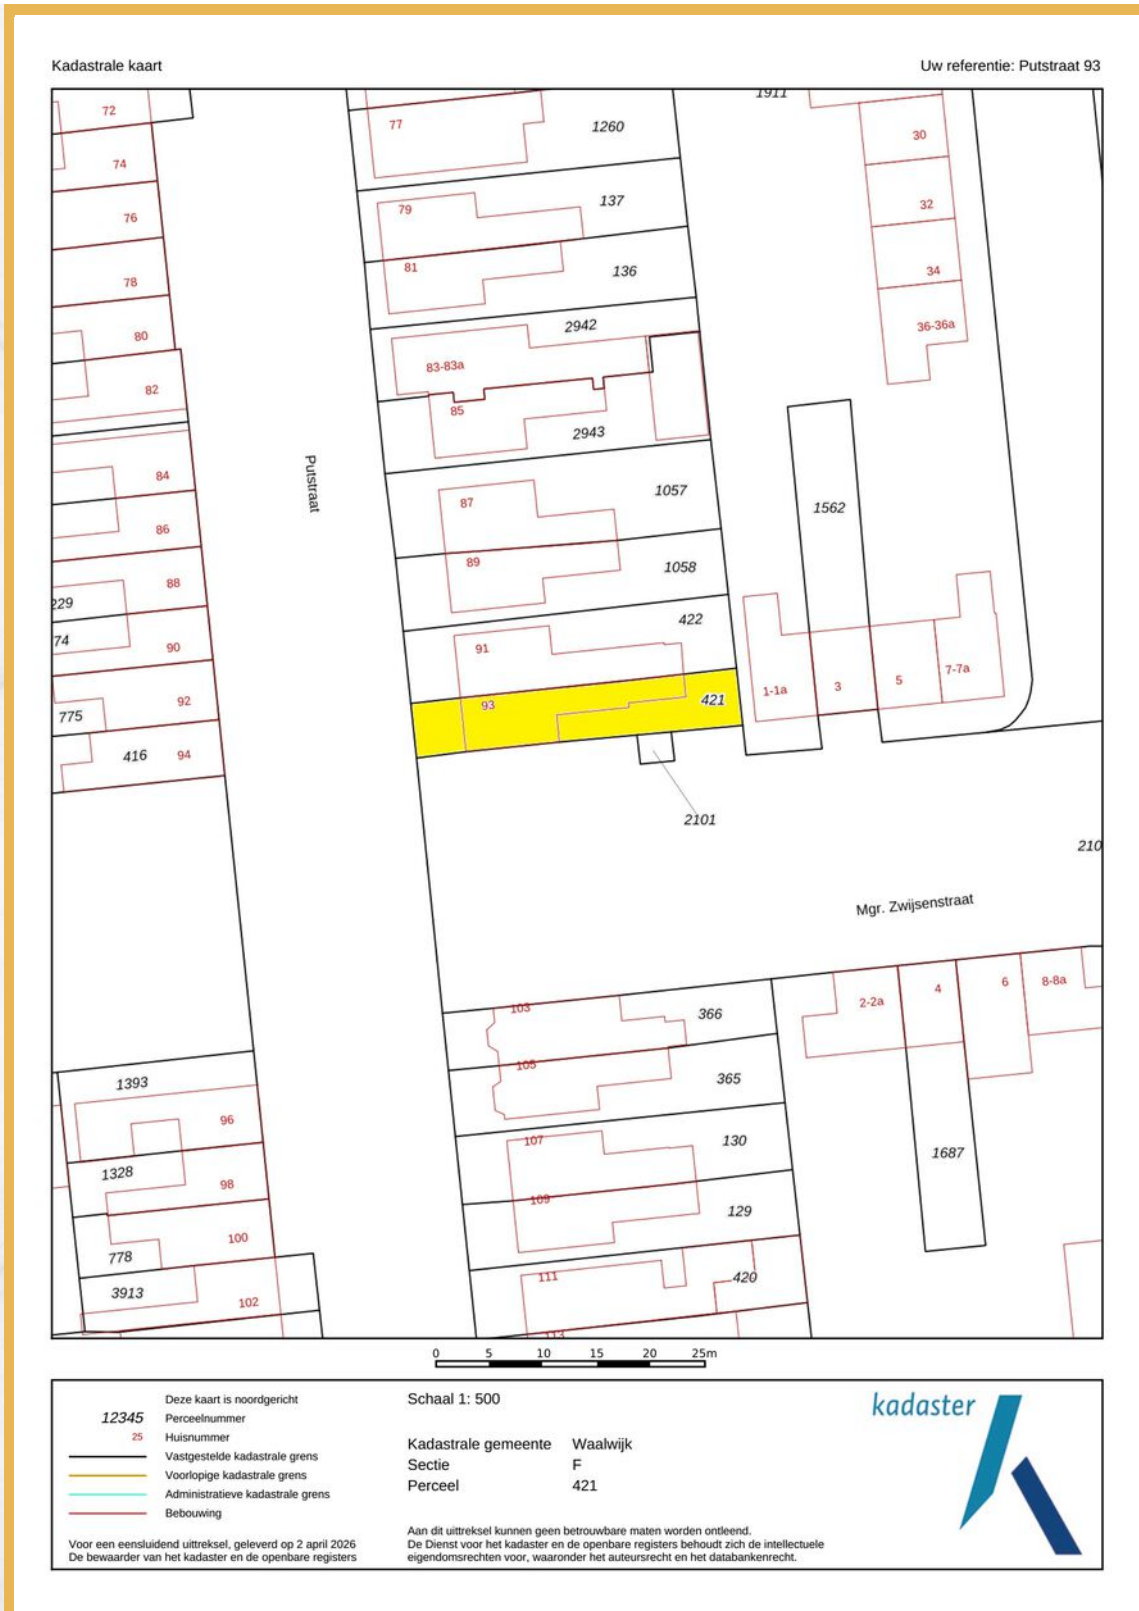 Kadastrale kaart
Uw referentie: Putstraat 93
72
74
76
78
80
82
84
86
88
229
74
90
92
775
416
94
77
1260
79
137
81
136
2942
83-83a
85
2943
87
1057
89
1058
91
422
93
421
2101
Putstraat
1911
30
32
34
36-36a
1562
1-1a
3
5
7-7a
210
Mgr. Zwijsenstraat
103
366
105
365
107
130
109
129
111
420
113
2-2a
4
6
8-8a
1687
1393
96
1328
98
100
778
3913
102
0 5 10 15 20 25m
Deze kaart is noordgericht
12345 Perceelnummer
25 Huisnummer
Vastgestelde kadastrale grens
Voorlopige kadastrale grens
Administratieve kadastrale grens
Bebouwing
Voor een eensluidend uittreksel, geleverd op 2 april 2026
De bewaarder van het kadaster en de openbare registers
Schaal 1: 500
Kadastrale gemeente Waalwijk
Sectie F
Perceel 421
Aan dit uittreksel kunnen geen betrouwbare maten worden ontleend.
De Dienst voor het kadaster en de openbare registers behoudt zich de intellectuele
eigendomsrechten voor, waaronder het auteursrecht en het databankenrecht.
kadaster